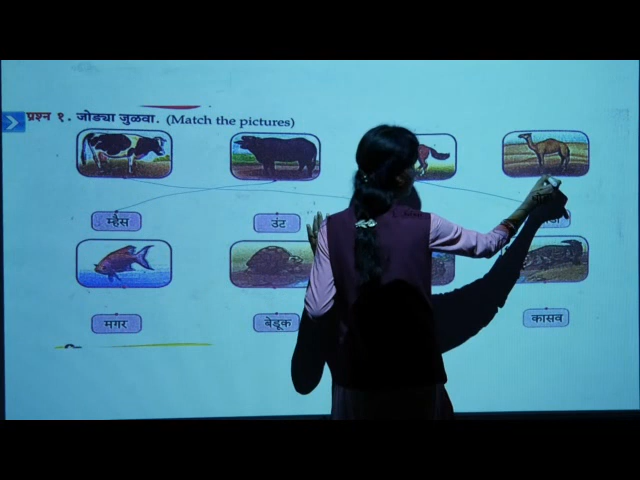 प्रश्न १. जोड्या जुळवा. (Match the pictures)
म्हैस उंट
मगर बेडूक कासव